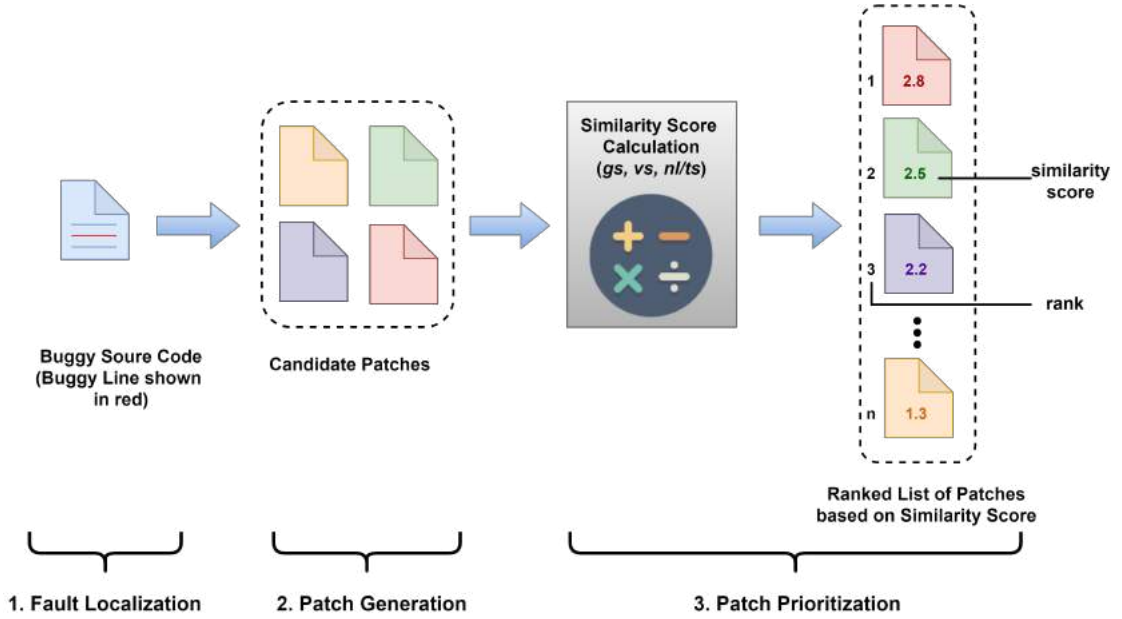 Buggy Soure Code
(Buggy Line shown
in red)
Candidate Patches
Similarity Score
Calculation
(gs, vs, nl/ts)
1
2.8
2
2.5
similarity
score
3
2.2
rank
n
1.3
Ranked List of Patches
based on Similarity Score
1. Fault Localization
2. Patch Generation
3. Patch Prioritization